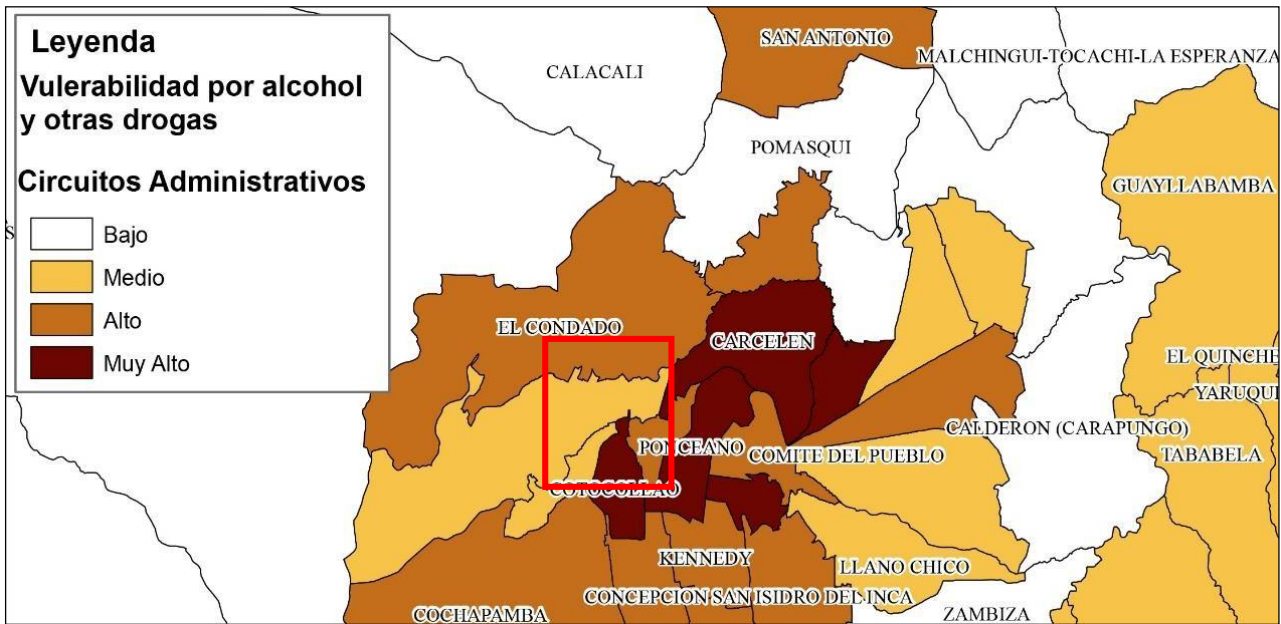 Leyenda
Vulerabilidad por alcohol
y otras drogas
Circuitos Administrativos
Bajo
Medio
Alto
Muy Alto
SAN ANTONIO
MALCHINGUI-TOCACHI-LA ESPERANZA
CALACALI
POMASQUI
GUAYLLABAMBA
EL CONDADO
CARCELEN
EL QUINCHE
YARUQUI
CALDERON (CARAPUNGO)
PONCEANO
COMITE DEL PUEBLO
TABABELA
COTOCOLLAO
KENNEDY
LLANO CHICO
CONCEPCION
SAN ISIDRO DEL INCA
COCHAPAMBA
ZAMBIZA